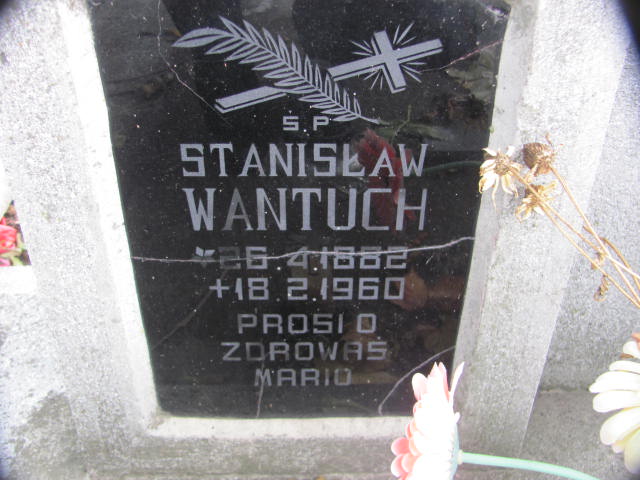 Ś.P
STANISŁAW
WANTUCH
*26 4 1882
+18.2.1960
PROSI O
ZDROWAŚ
MARIO